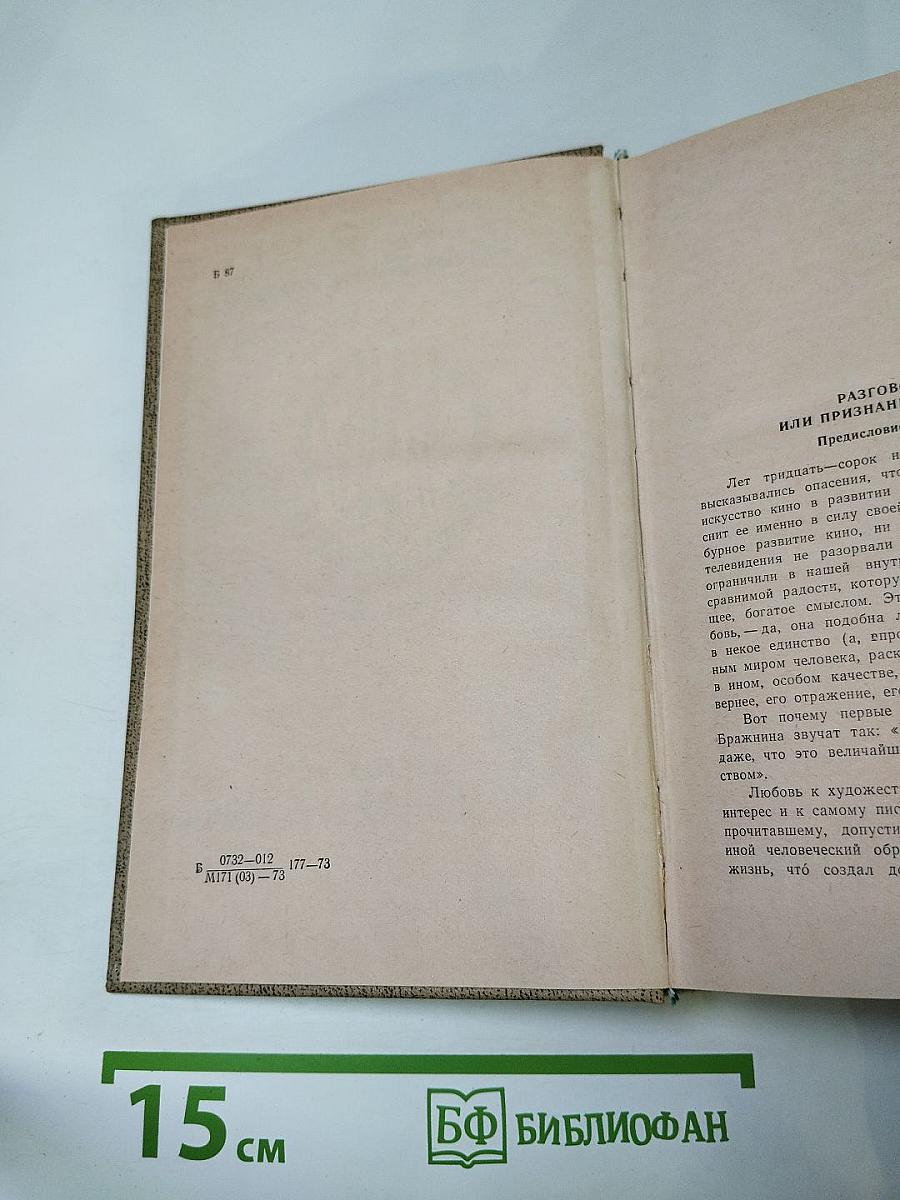 Б 87
Б 0732—012 177—73
М171 (03) — 73
РАЗГОВО
ИЛИ ПРИЗНАН
Предислови
Лет тридцать—сорок н
высказывались опасения, что
искусство кино в развитии
снит ее именно в силу своей
бурное развитие кино, ни
телевидения не разорвали
ограничили в нашей внут
сравнимой радости, котору
щее, богатое смыслом. Эт
бовь, — да, она подобна л
в некое единство (а, впро
ным миром человека, раск
в ином, особом качестве,
вернее, его отражение, ег
Вот почему первые
Бражнина звучат так: «
даже, что это величайш
ством».
Любовь к художест
интерес и к самому пис
прочитавшему, допусти
иной человеческий обр
жизнь, что́ создал д
15 см
БФ БИБЛИОФАН